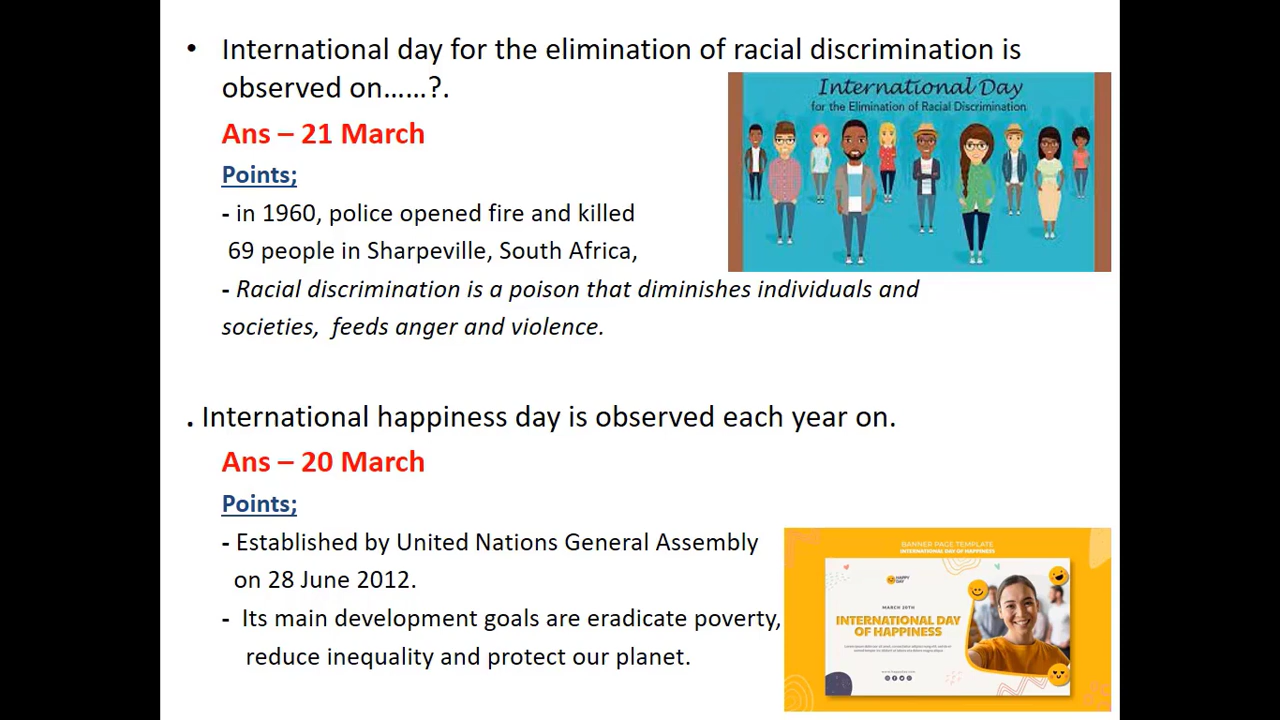 • International day for the elimination of racial discrimination is
observed on……?.
International Day
for the Elimination of Racial Discrimination
Ans – 21 March
Points;
- in 1960, police opened fire and killed
69 people in Sharpeville, South Africa,
- Racial discrimination is a poison that diminishes individuals and
societies, feeds anger and violence.
. International happiness day is observed each year on.
Ans – 20 March
Points;
- Established by United Nations General Assembly
on 28 June 2012.
- Its main development goals are eradicate poverty,
reduce inequality and protect our planet.
BANNER PAGE TEMPLATE
INTERNATIONAL DAY OF HAPPINESS
HAPPY
DAY
MARCH 20TH
INTERNATIONAL DAY
OF HAPPINESS